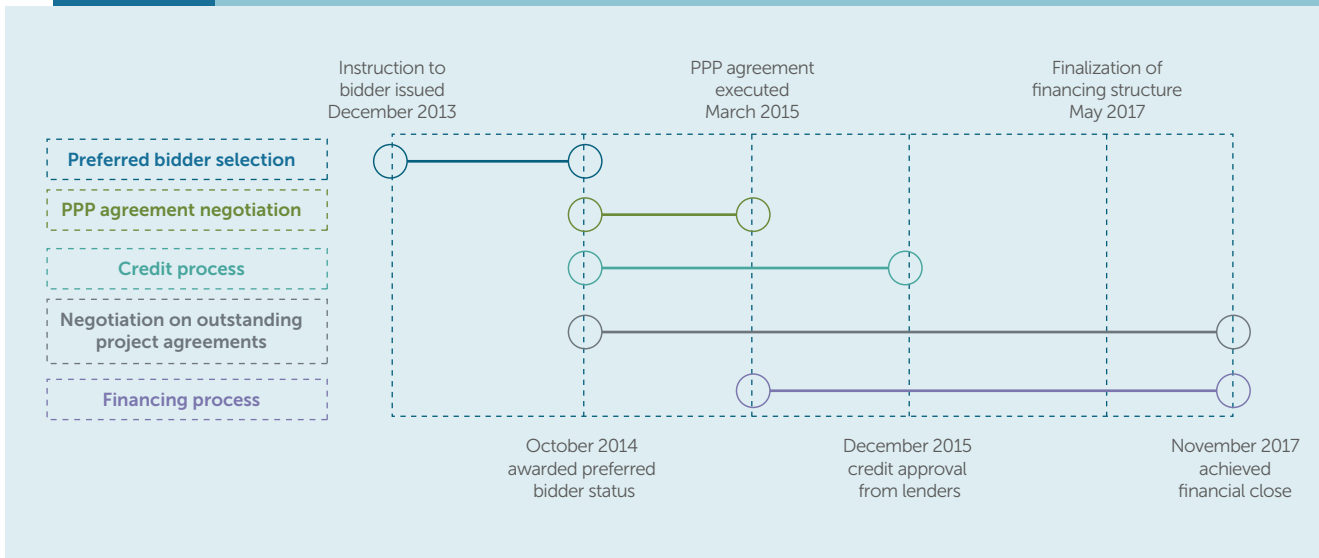 Instruction to
bidder issued
December 2013
PPP agreement
executed
March 2015
Finalization of
financing structure
May 2017
Preferred bidder selection
PPP agreement negotiation
Credit process
Negotiation on outstanding
project agreements
Financing process
October 2014
awarded preferred
bidder status
December 2015
credit approval
from lenders
November 2017
achieved
financial close